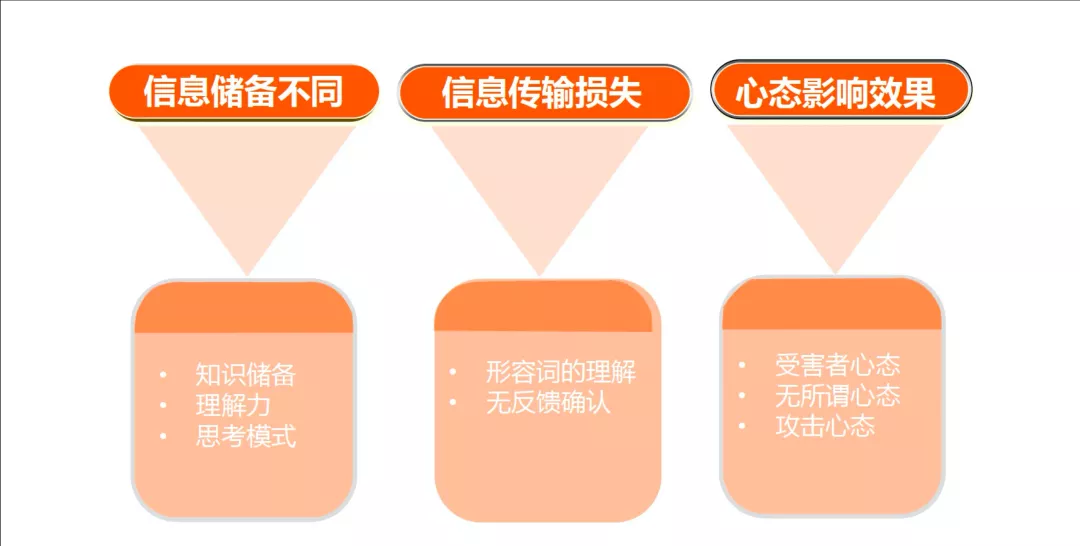 信息储备不同
信息传输损失
心态影响效果
• 知识储备
• 理解力
• 思考模式
• 形容词的理解
• 无反馈确认
• 受害者心态
• 无所谓心态
• 攻击心态